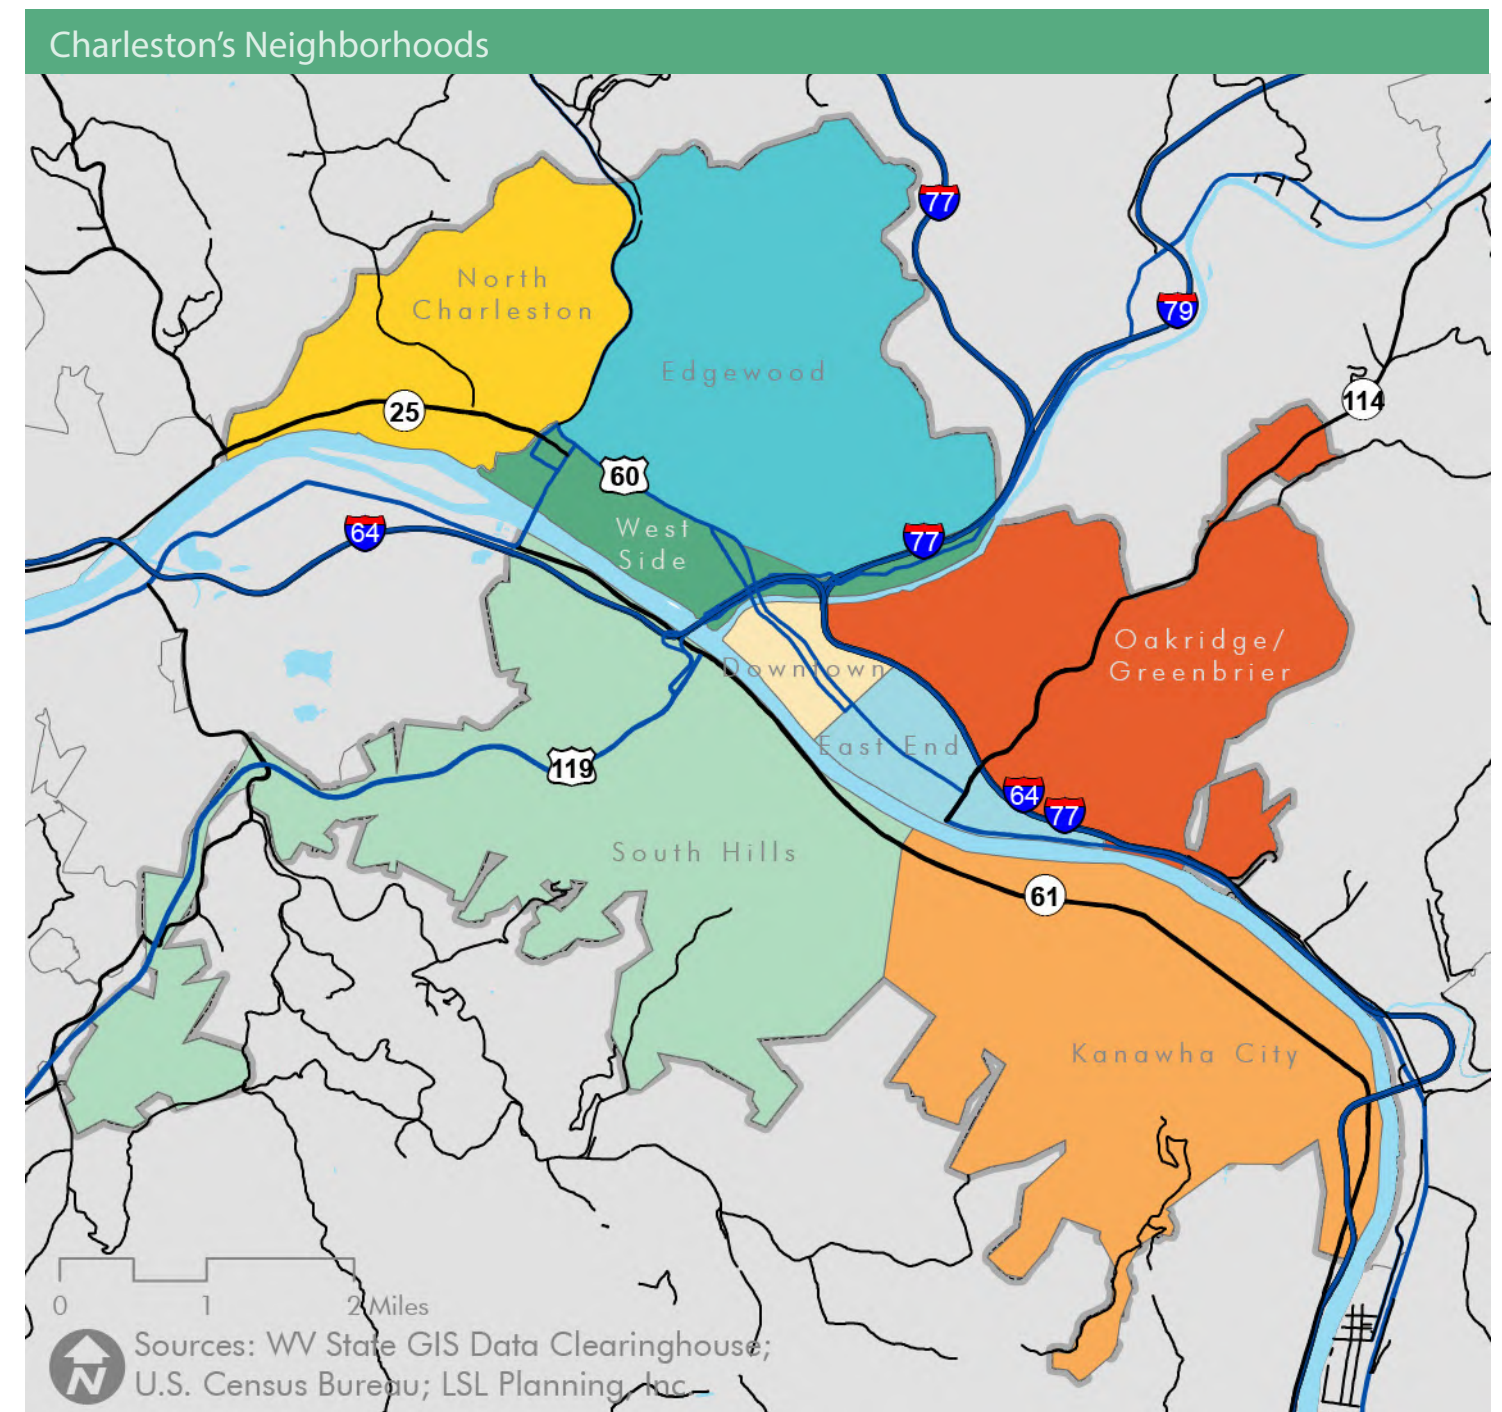 Charleston's Neighborhoods
77
North
Charleston
79
Edgewood
114
25
60
West
Side
64
77
Oakridge/
Greenbrier
Downtown
East End
119
64
77
South Hills
61
Kanawha City
0 1 2 Miles
N
Sources: WV State GIS Data Clearinghouse;
U.S. Census Bureau; LSL Planning, Inc.